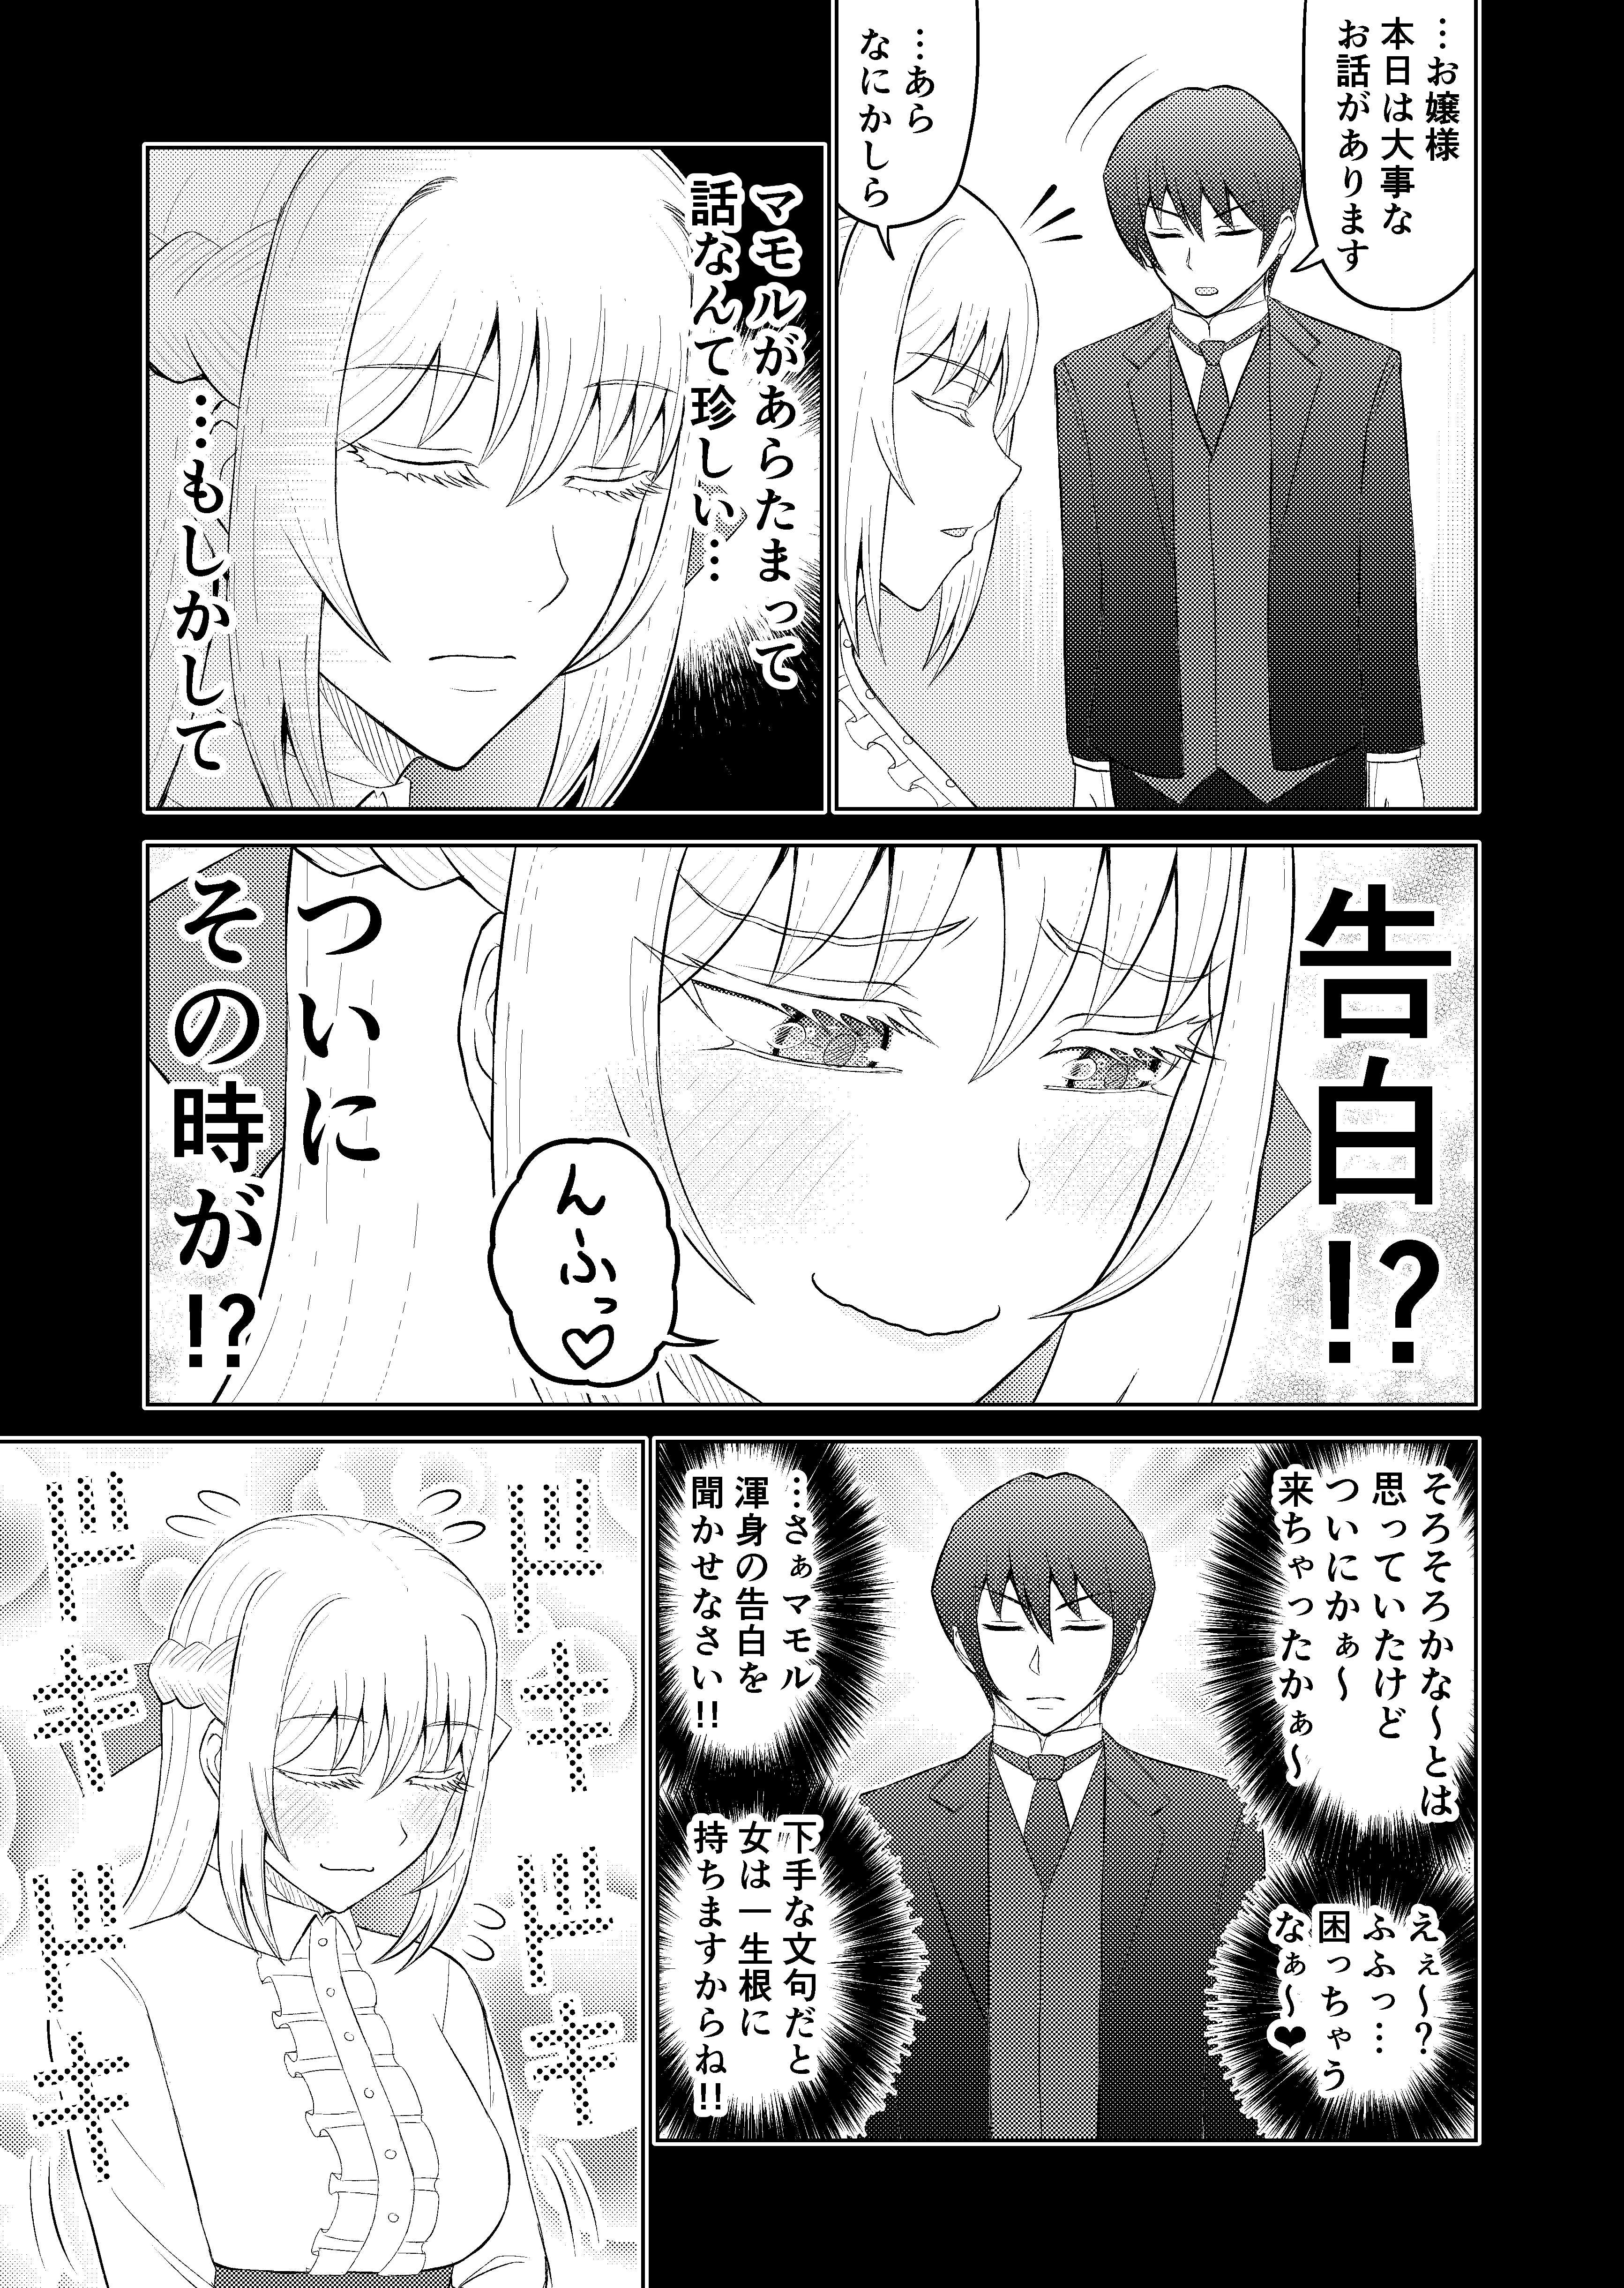 …お嬢様
本日は大事な
お話があります
…あら
なにかしら
マモルがあらたまって
話なんて珍しい…
…もしかして
告白!?
ついに
その時が!?
んーふっ♡
そろそろかな～とは
思っていたけど
ついにかぁ～
来ちゃったかぁ～
えぇ～?
ふふっ…
困っちゃう
なぁ～❤
…さぁマモル
渾身の告白を
聞かせなさい!!
下手な文句だと
女は一生根に
持ちますからね!!
ドキドキ
ドキドキ